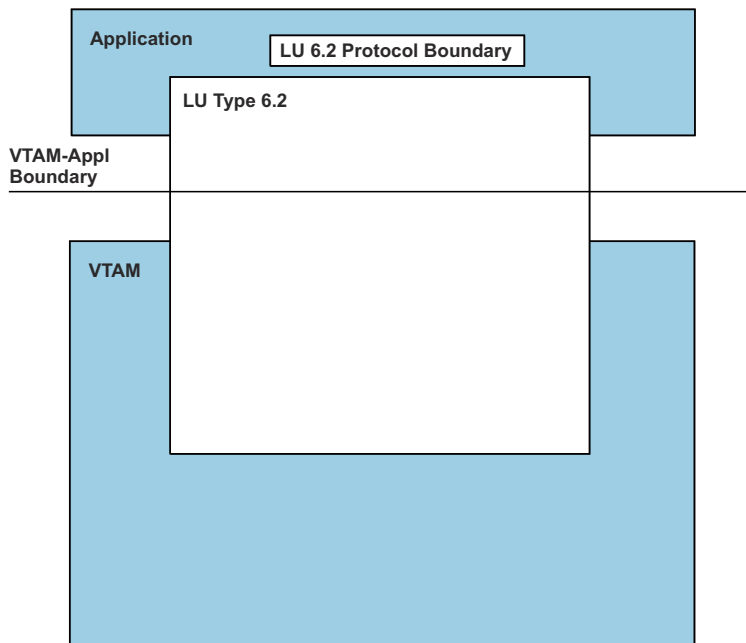 Application
LU 6.2 Protocol Boundary
LU Type 6.2
VTAM-Appl
Boundary
VTAM